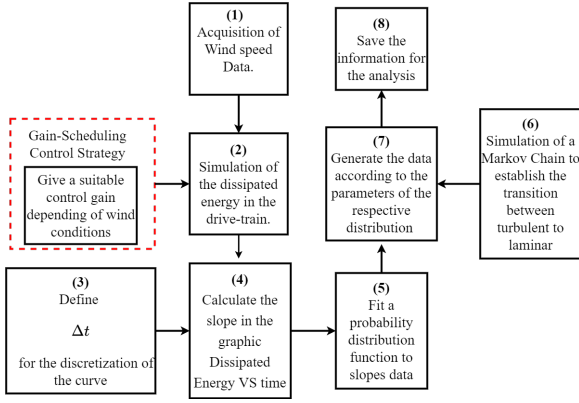 (1)
Acquisition of
Wind speed
Data.
(8)
Save the
information for
the analysis
Gain-Scheduling
Control Strategy
Give a suitable
control gain
depending of wind
conditions
(2)
Simulation of
the dissipated
energy in the
drive-train.
(7)
Generate the data
according to the
parameters of the
respective
distribution
(6)
Simulation of a
Markov Chain to
establish the
transition
between
turbulent to
laminar
(3)
Define
Δt
for the discretization of
the curve
(4)
Calculate the
slope in the
graphic
Dissipated
Energy VS time
(5)
Fit a
probability
distribution
function to
slopes data